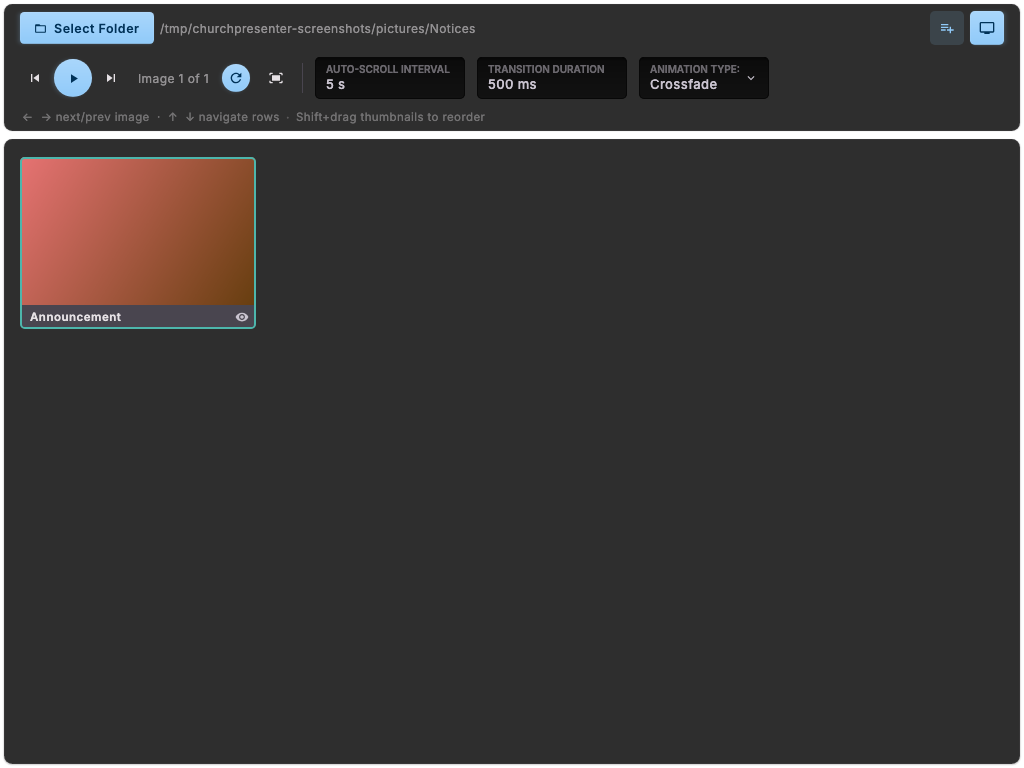 Select Folder /tmp/churchpresenter-screenshots/pictures/Notices
Image 1 of 1
AUTO-SCROLL INTERVAL
5 s
TRANSITION DURATION
500 ms
ANIMATION TYPE:
Crossfade
← → next/prev image · ↑ ↓ navigate rows · Shift+drag thumbnails to reorder
Announcement